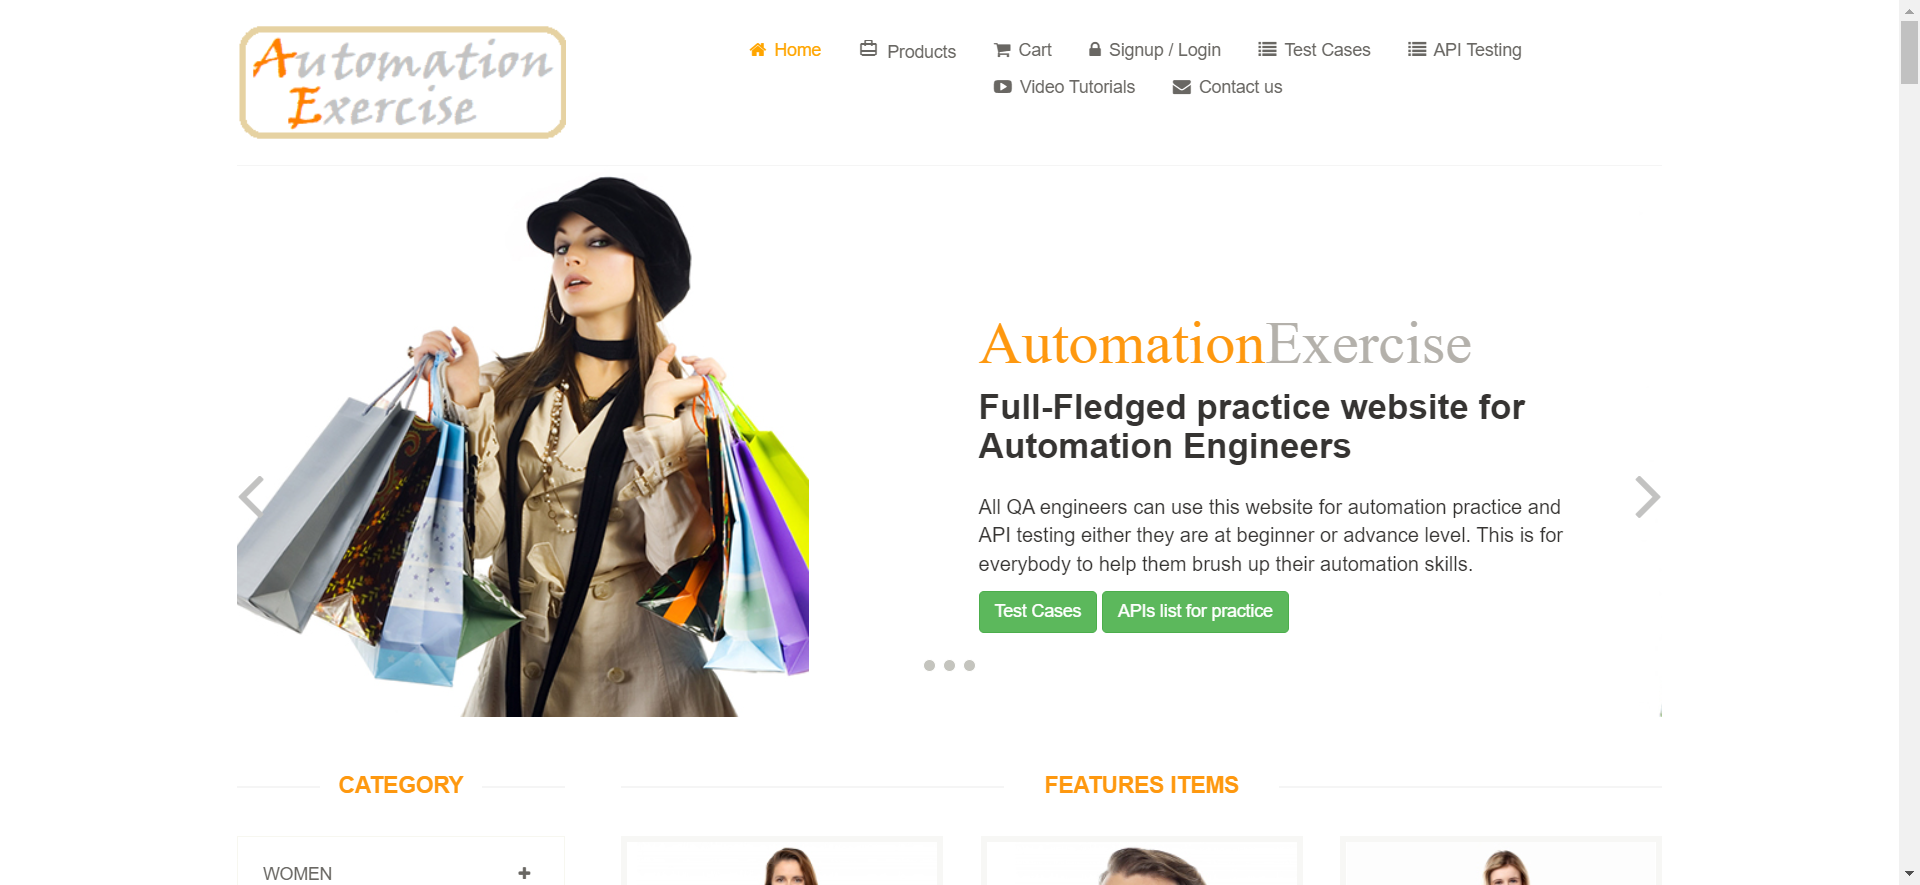 Automation
Exercise
Home
Products
Cart
Signup / Login
Test Cases
API Testing
Video Tutorials
Contact us
AutomationExercise
Full-Fledged practice website for
Automation Engineers
All QA engineers can use this website for automation practice and
API testing either they are at beginner or advance level. This is for
everybody to help them brush up their automation skills.
Test Cases
APIs list for practice
CATEGORY
FEATURES ITEMS
WOMEN